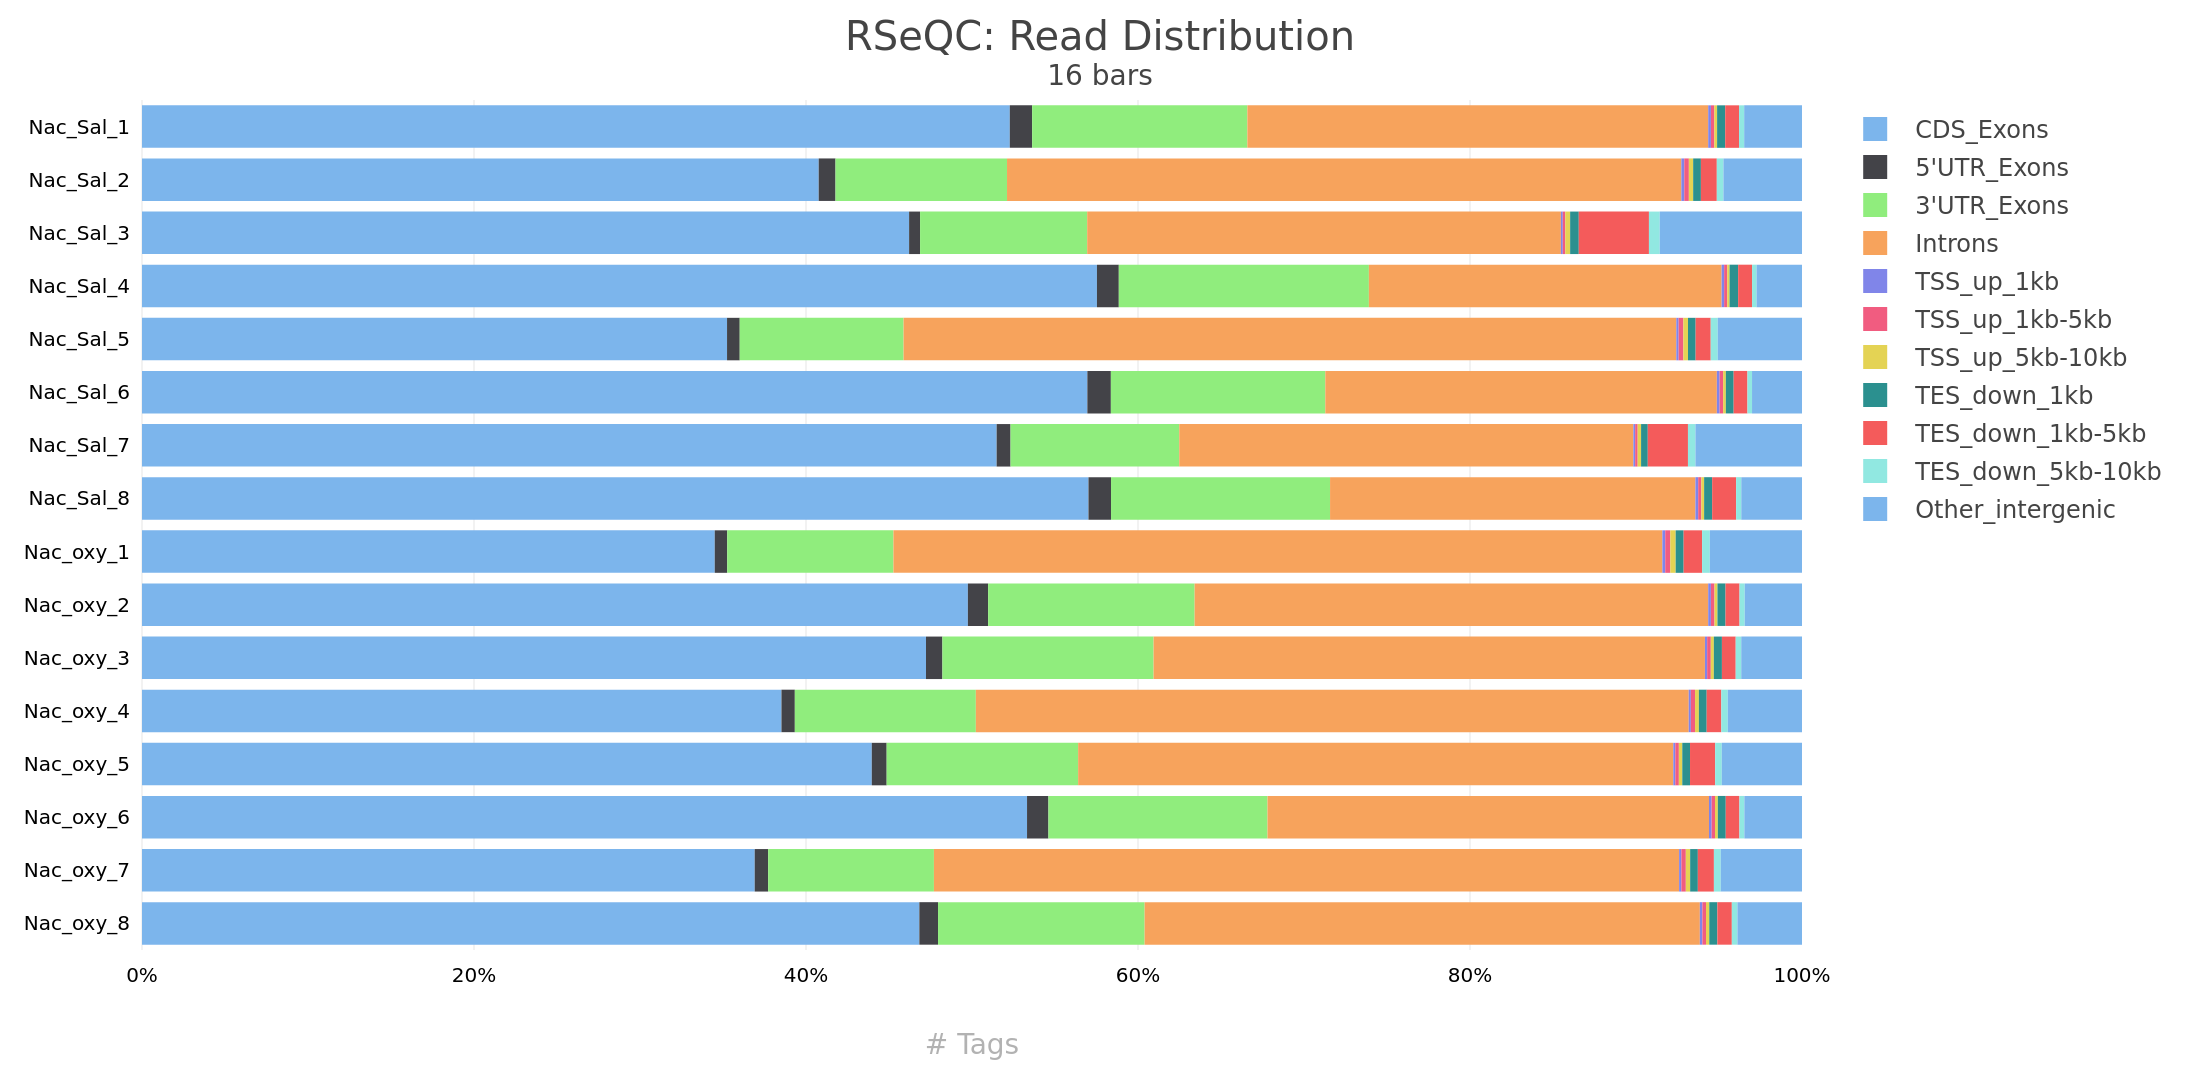 RSeQC: Read Distribution
16 bars
Nac_Sal_1
Nac_Sal_2
Nac_Sal_3
Nac_Sal_4
Nac_Sal_5
Nac_Sal_6
Nac_Sal_7
Nac_Sal_8
Nac_oxy_1
Nac_oxy_2
Nac_oxy_3
Nac_oxy_4
Nac_oxy_5
Nac_oxy_6
Nac_oxy_7
Nac_oxy_8
0% 20% 40% 60% 80% 100%
# Tags
CDS_Exons
5'UTR_Exons
3'UTR_Exons
Introns
TSS_up_1kb
TSS_up_1kb-5kb
TSS_up_5kb-10kb
TES_down_1kb
TES_down_1kb-5kb
TES_down_5kb-10kb
Other_intergenic